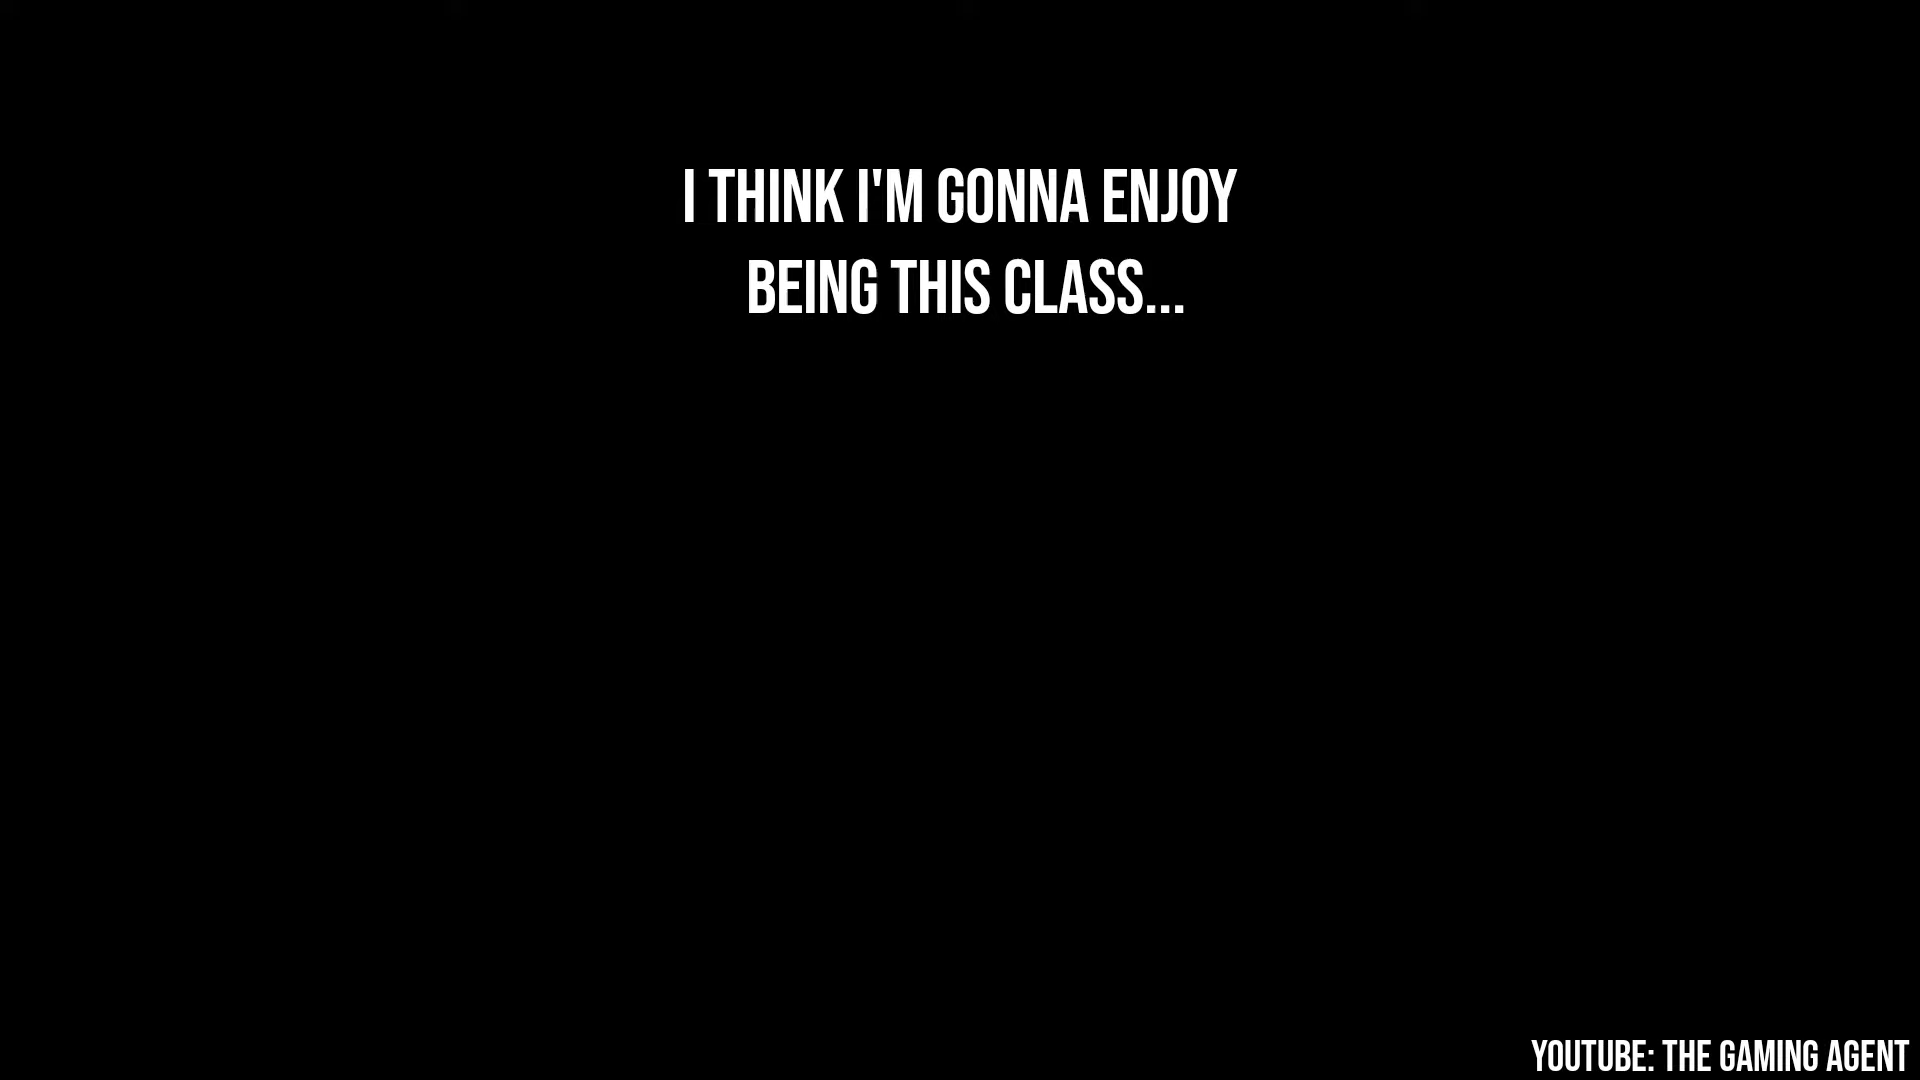 I THINK I'M GONNA ENJOY
BEING THIS CLASS...
YOUTUBE: THE GAMING AGENT